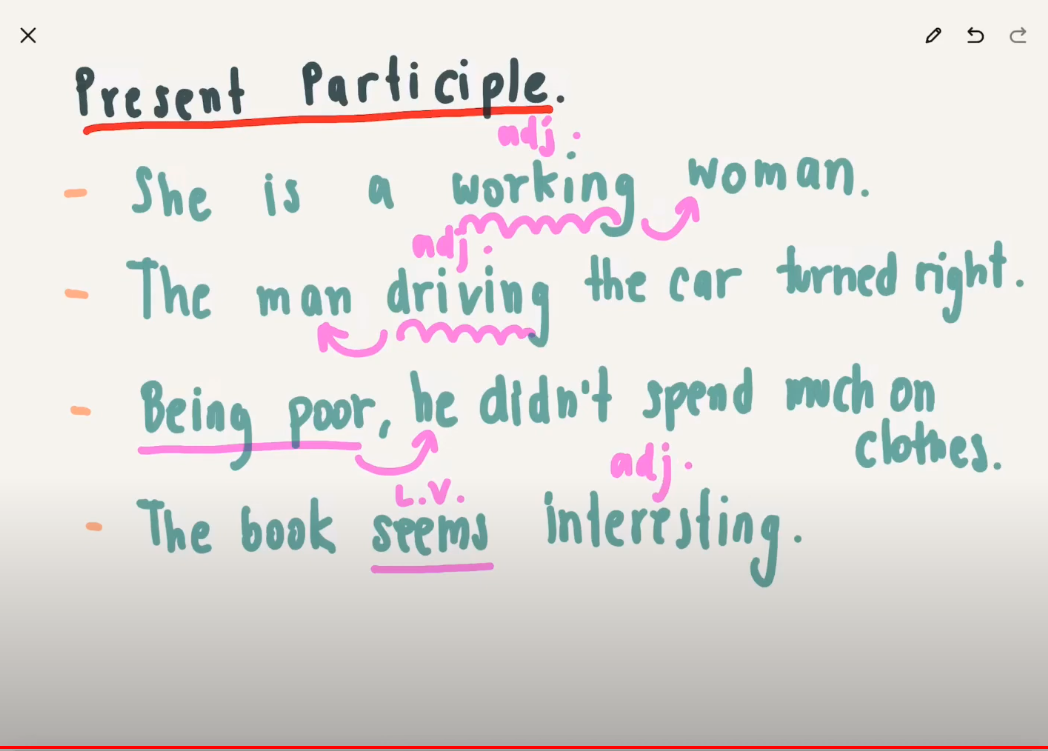 Present Participle.
adj.
- She is a working woman.
adj.
- The man driving the car turned right.
- Being poor, he didn't spend much on
clothes.
L.V. adj.
- The book seems interesting.